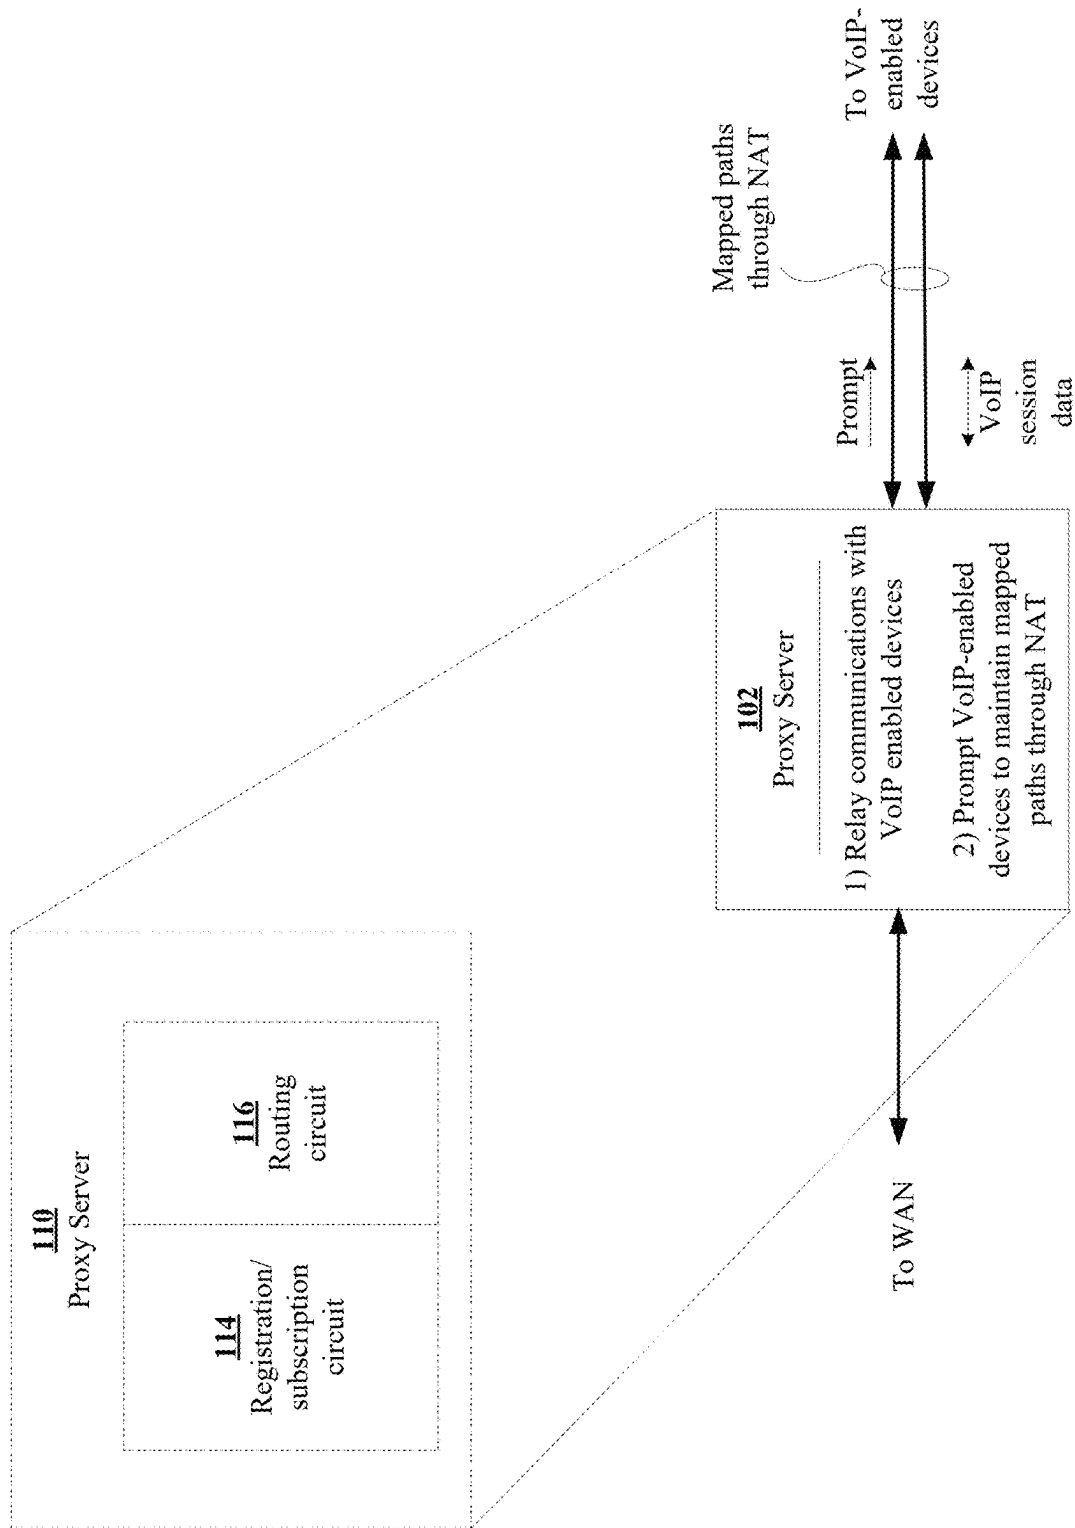 110
Proxy Server
114
Registration/
subscription
circuit
116
Routing
circuit
102
Proxy Server
1) Relay communications with
VoIP enabled devices
2) Prompt VoIP-enabled
devices to maintain mapped
paths through NAT
To WAN
Prompt
VoIP
session
data
Mapped paths
through NAT
To VoIP-
enabled
devices